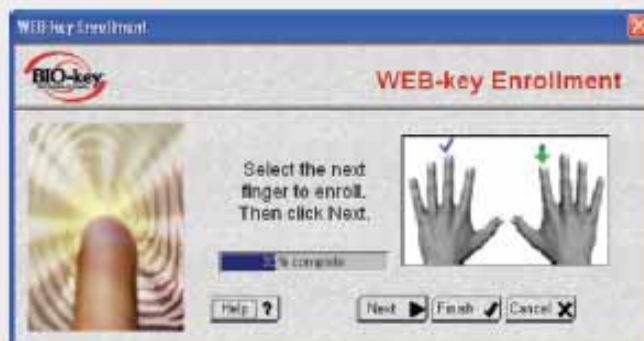 WEB-key Enrollment
BIO-key
WEB-key Enrollment
Select the next
finger to enroll.
Then click Next.
% complete
Help ?
Next
Finish
Cancel